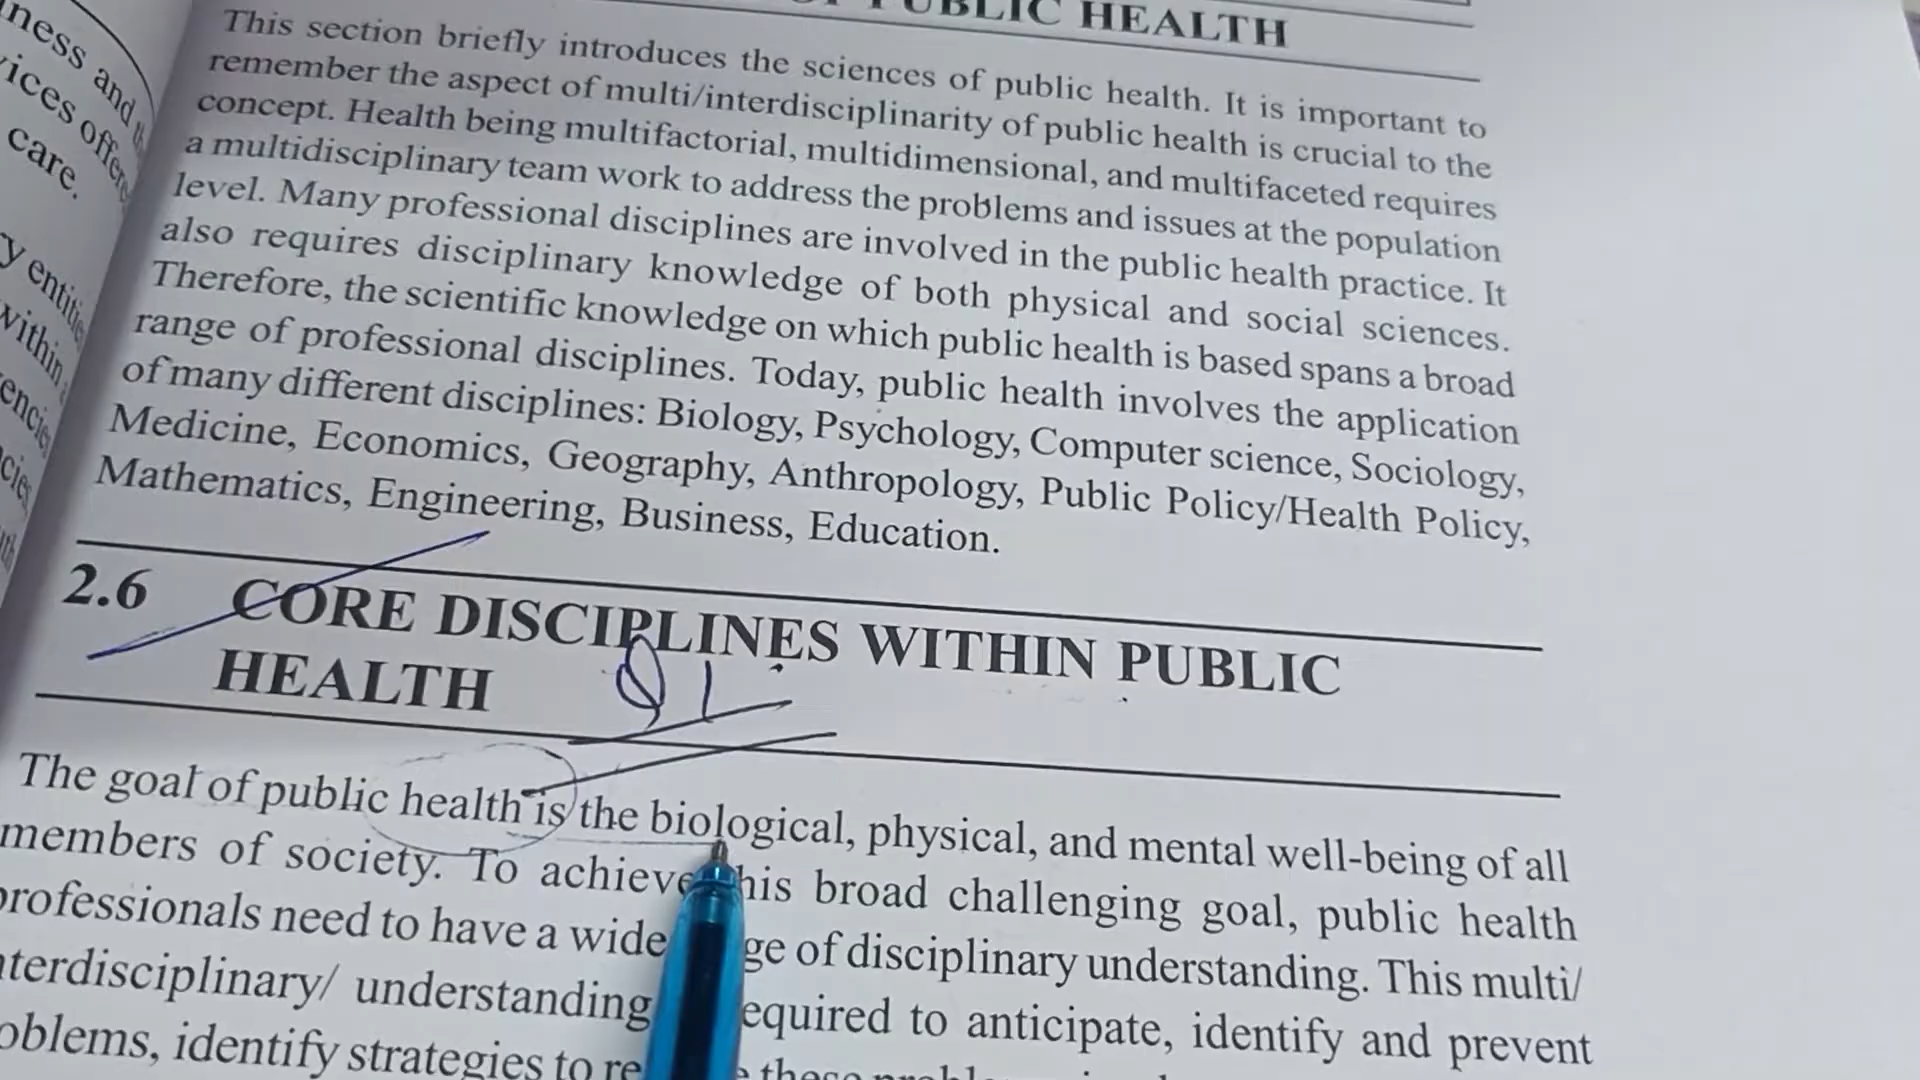 PUBLIC HEALTH
This section briefly introduces the sciences of public health. It is important to
remember the aspect of multi/interdisciplinarity of public health is crucial to the
concept. Health being multifactorial, multidimensional, and multifaceted requires
a multidisciplinary team work to address the problems and issues at the population
level. Many professional disciplines are involved in the public health practice. It
also requires disciplinary knowledge of both physical and social sciences.
Therefore, the scientific knowledge on which public health is based spans a broad
range of professional disciplines. Today, public health involves the application
of many different disciplines: Biology, Psychology, Computer science, Sociology,
Medicine, Economics, Geography, Anthropology, Public Policy/Health Policy,
Mathematics, Engineering, Business, Education.
2.6 CORE DISCIPLINES WITHIN PUBLIC
HEALTH
Q1
The goal of public health is the biological, physical, and mental well-being of all
members of society. To achieve this broad challenging goal, public health
professionals need to have a wide of disciplinary understanding. This multi/
interdisciplinary/ understanding required to anticipate, identify and prevent
problems, identify strategies to
and
care.
within